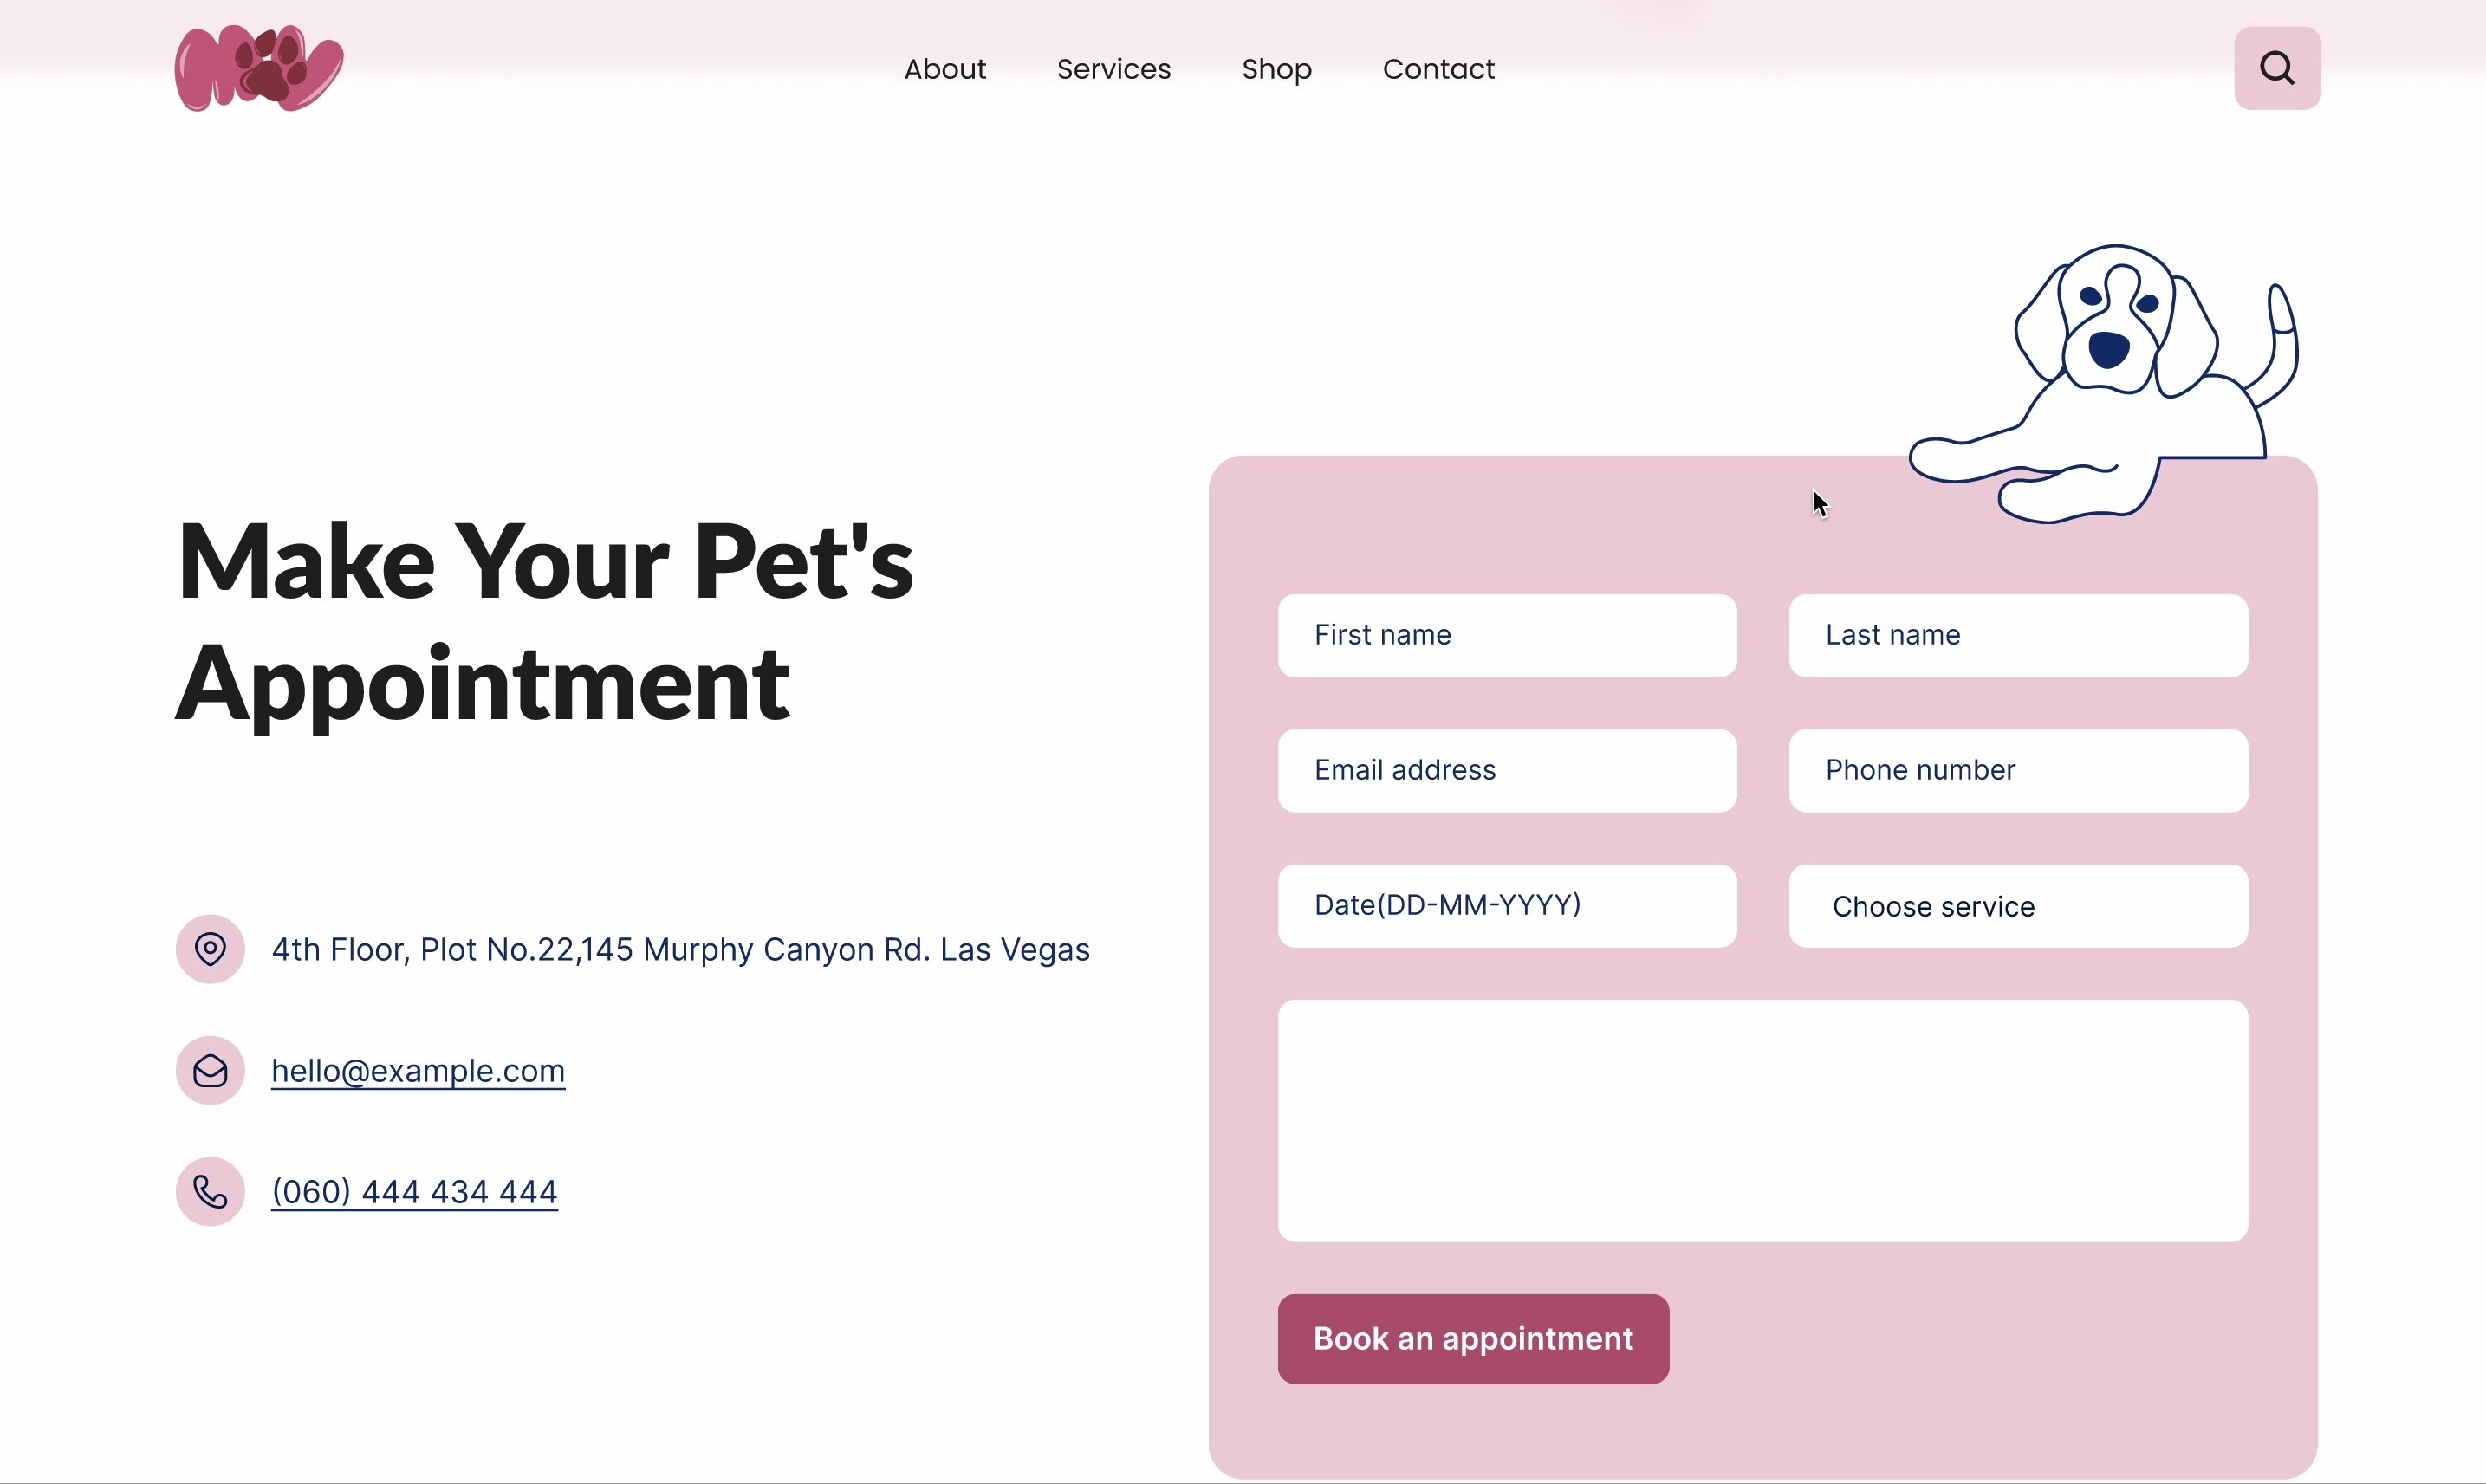 About
Services
Shop
Contact
Make Your Pet's
Appointment
4th Floor, Plot No.22,145 Murphy Canyon Rd. Las Vegas
hello@example.com
(060) 444 434 444
First name
Last name
Email address
Phone number
Date(DD-MM-YYYY)
Choose service
Book an appointment